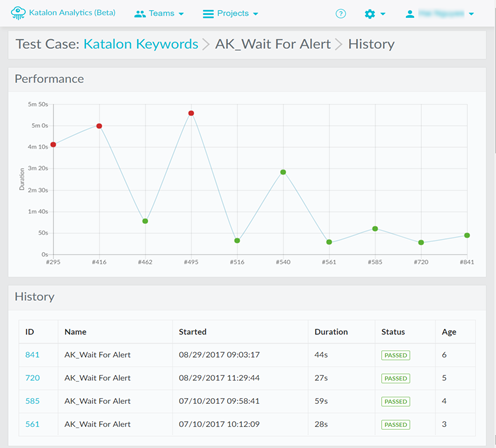 Katalon Analytics (Beta) Teams Projects ?
Test Case: Katalon Keywords > AK_Wait For Alert > History
Performance
5m 50s
5m 0s
4m 10s
3m 20s
2m 30s
1m 40s
50s
0s
Duration
#295 #416 #462 #495 #516 #540 #561 #585 #720 #841
History
ID Name Started Duration Status Age
841 AK_Wait For Alert 08/29/2017 09:03:17 44s PASSED 6
720 AK_Wait For Alert 08/29/2017 11:29:44 27s PASSED 5
585 AK_Wait For Alert 07/10/2017 09:58:41 59s PASSED 4
561 AK_Wait For Alert 07/10/2017 10:12:09 28s PASSED 3